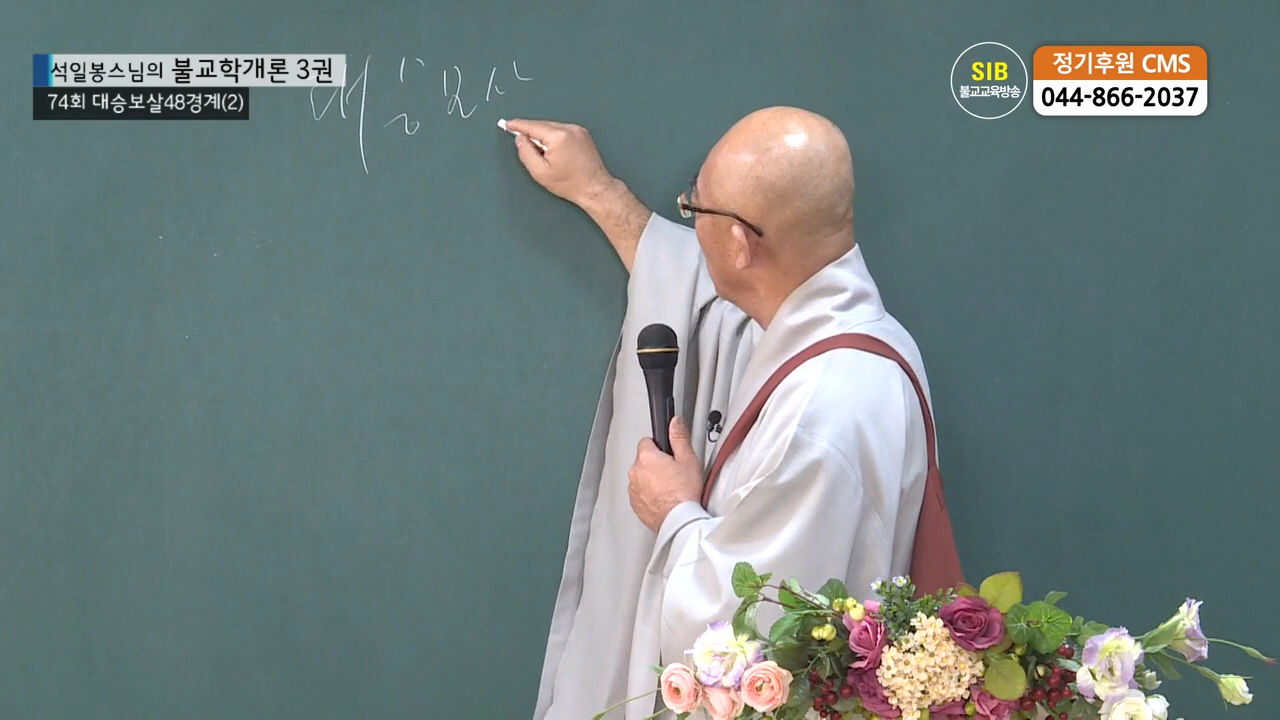 석일봉스님의 불교학개론 3권
74회 대승보살48경계(2)
대승보사
SIB
불교교육방송
정기후원 CMS
044-866-2037